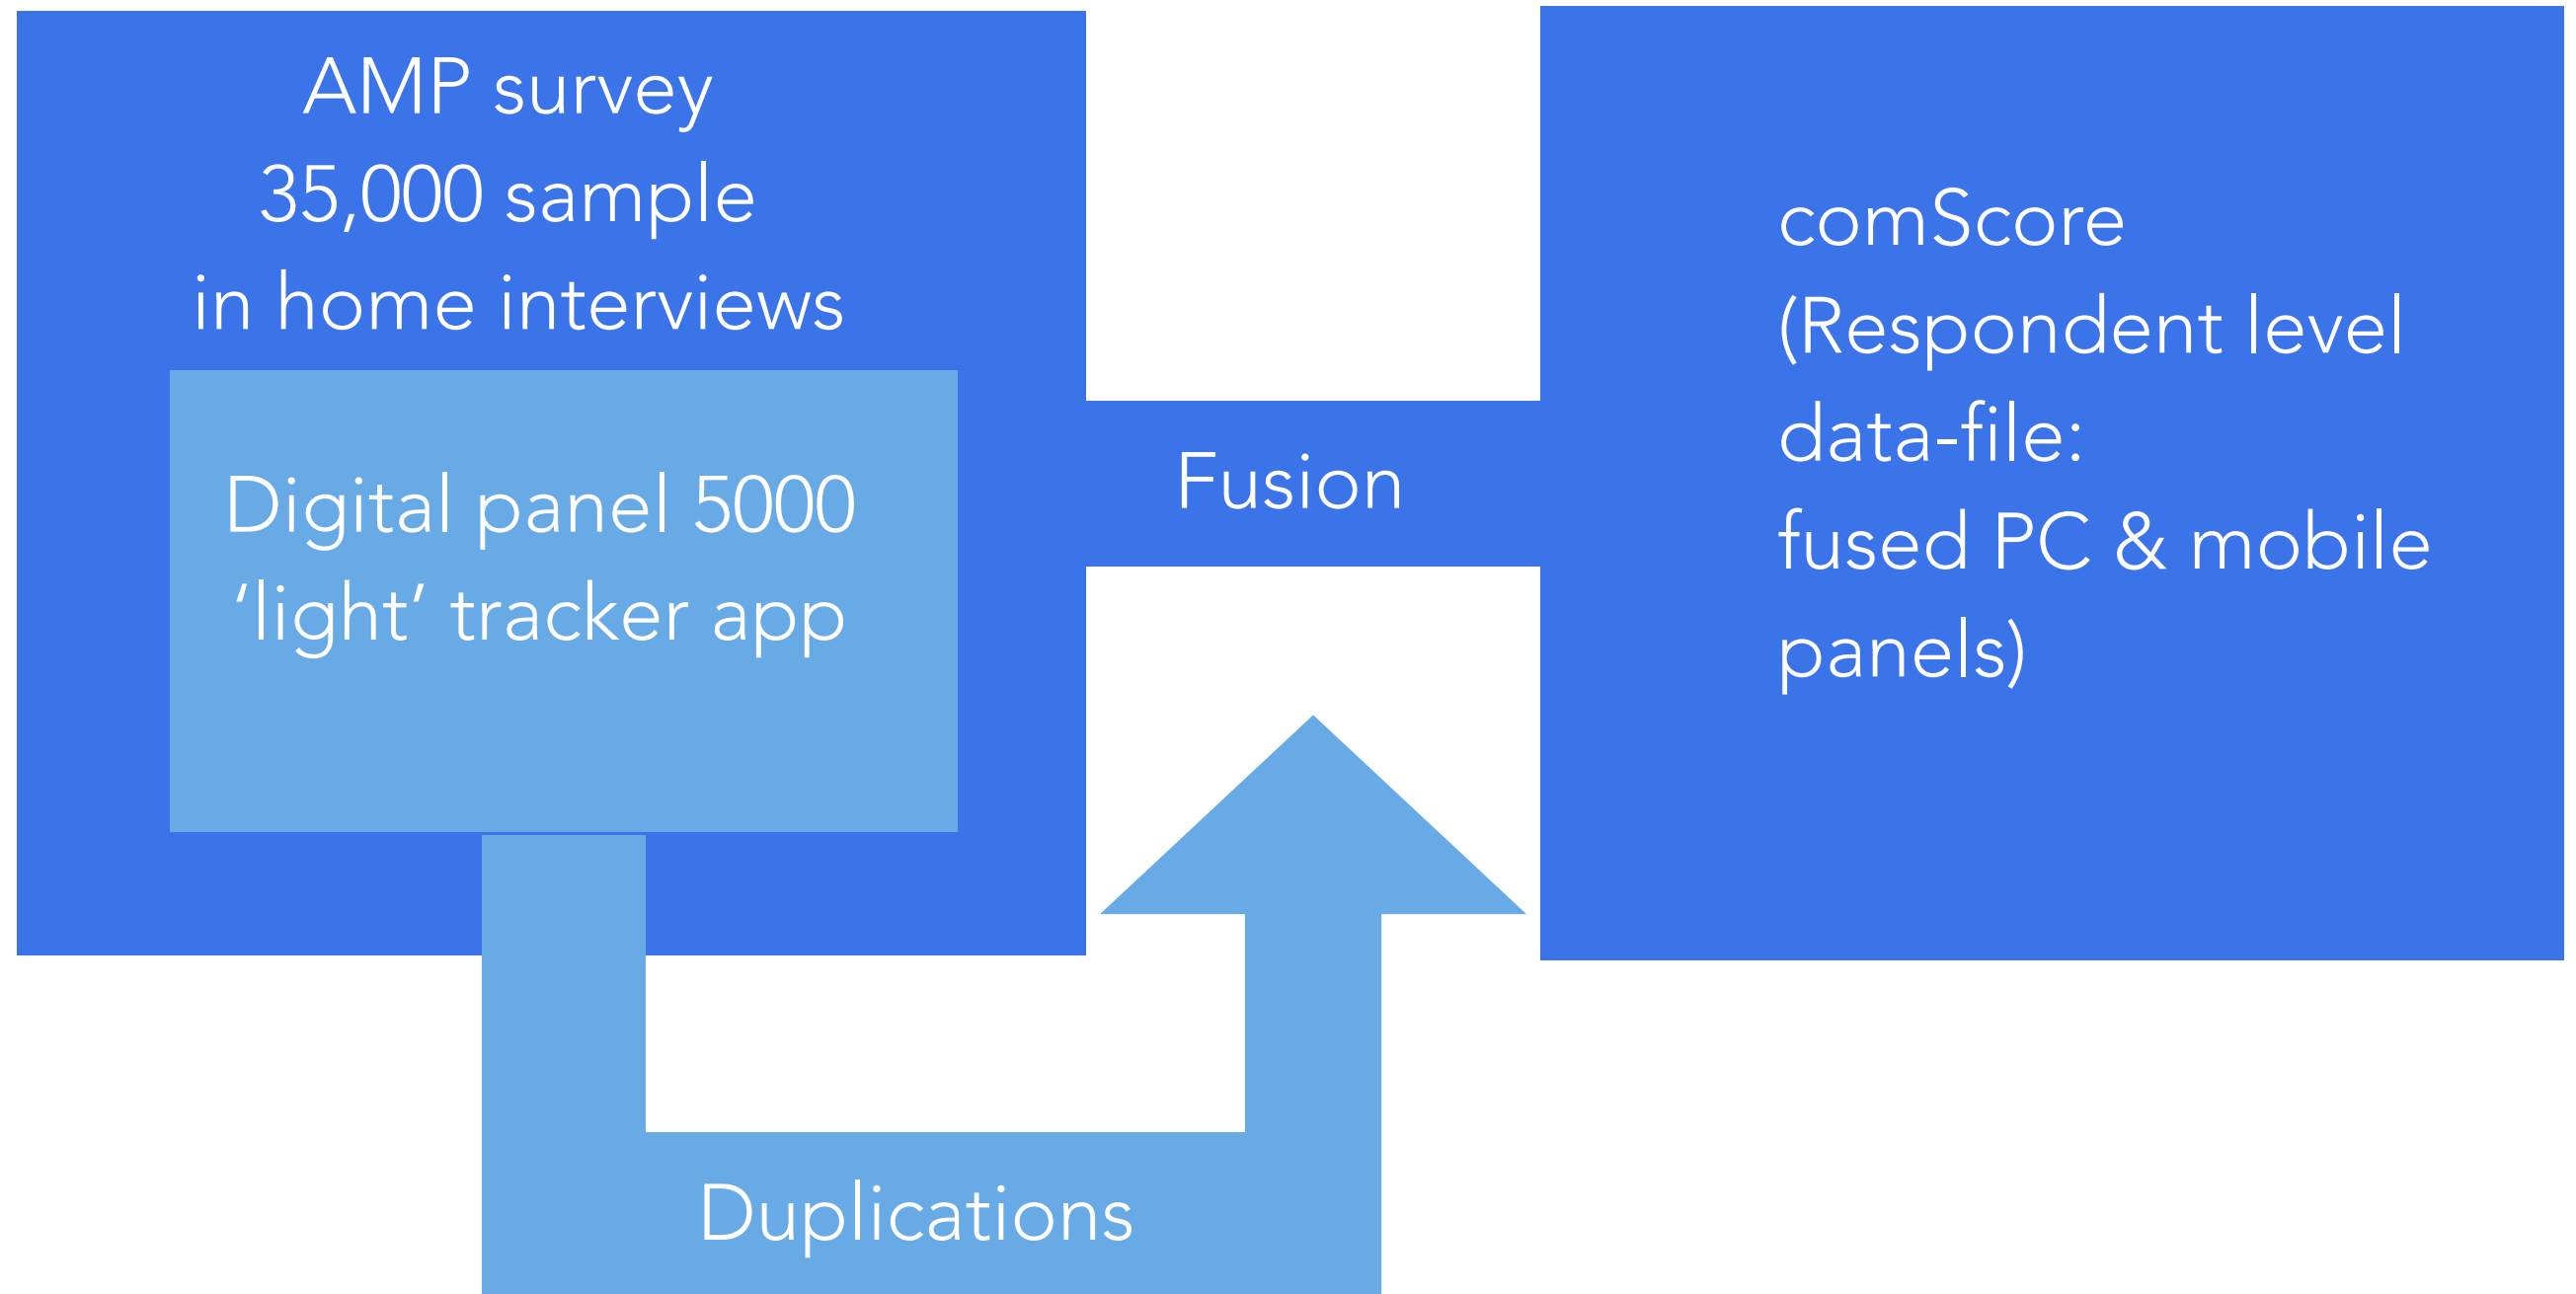 AMP survey
35,000 sample
in home interviews
Digital panel 5000
‘light’ tracker app
Fusion
comScore
(Respondent level
data-file:
fused PC & mobile
panels)
Duplications